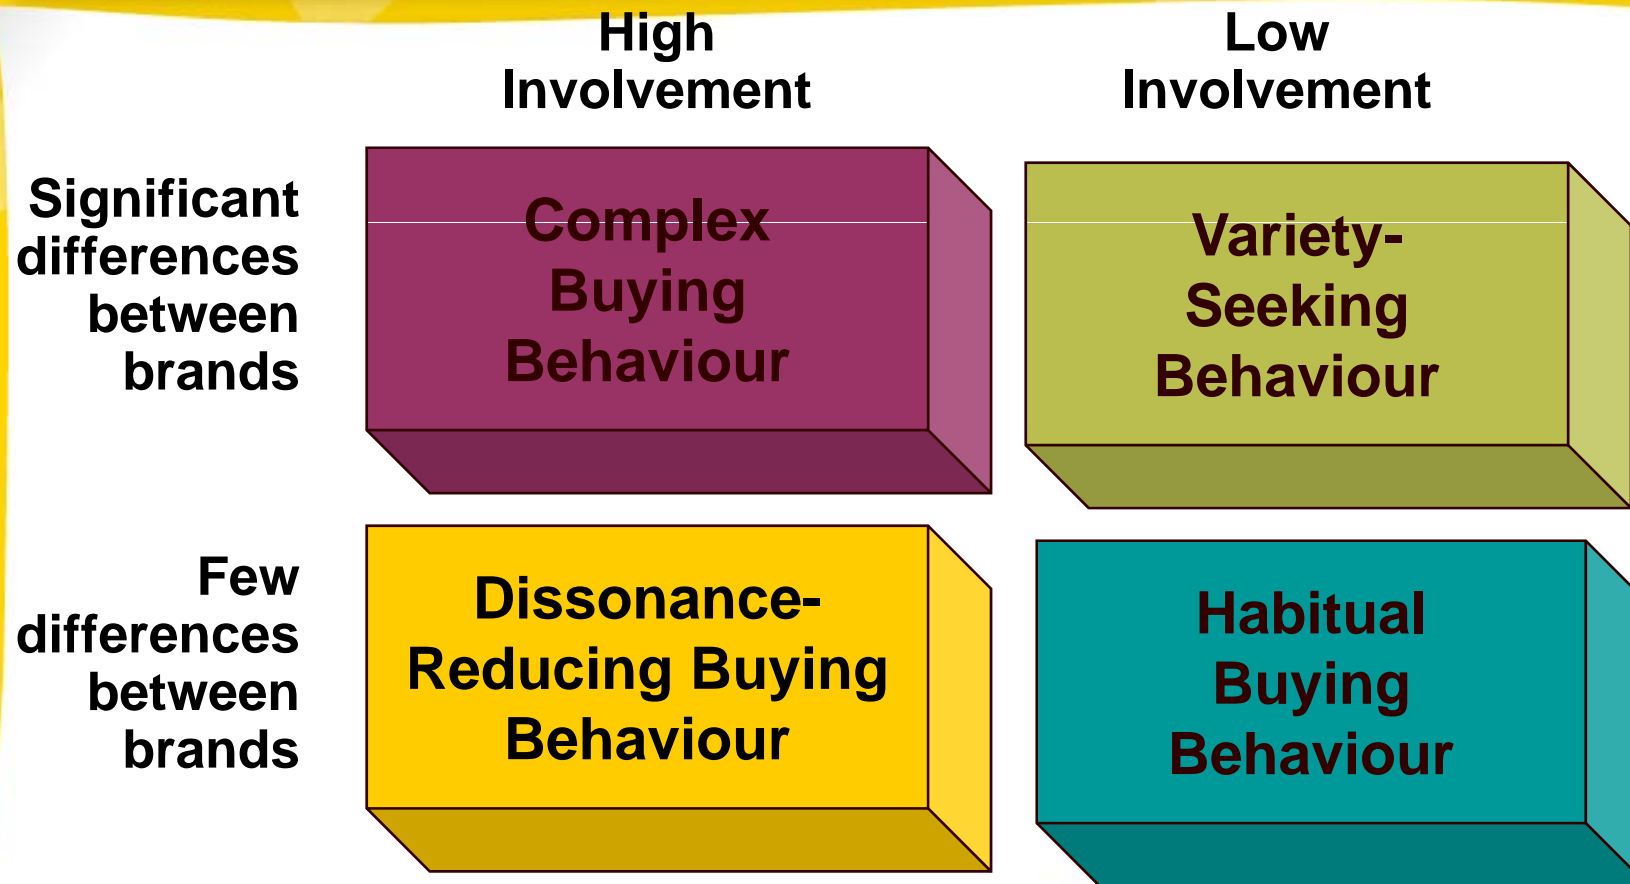 High
Involvement
Low
Involvement
Significant
differences
between
brands
Complex
Buying
Behaviour
Variety-
Seeking
Behaviour
Few
differences
between
brands
Dissonance-
Reducing Buying
Behaviour
Habitual
Buying
Behaviour